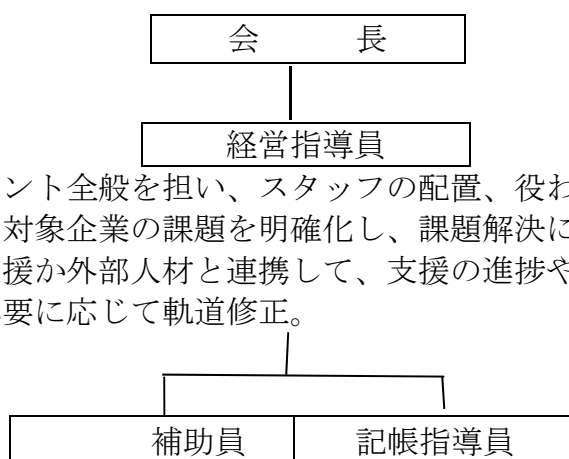 会　　長
経営指導員
ント全般を担い、スタッフの配置、役わ
対象企業の課題を明確化し、課題解決に
援か外部人材と連携して、支援の進捗や
要に応じて軌道修正。
補助員　記帳指導員